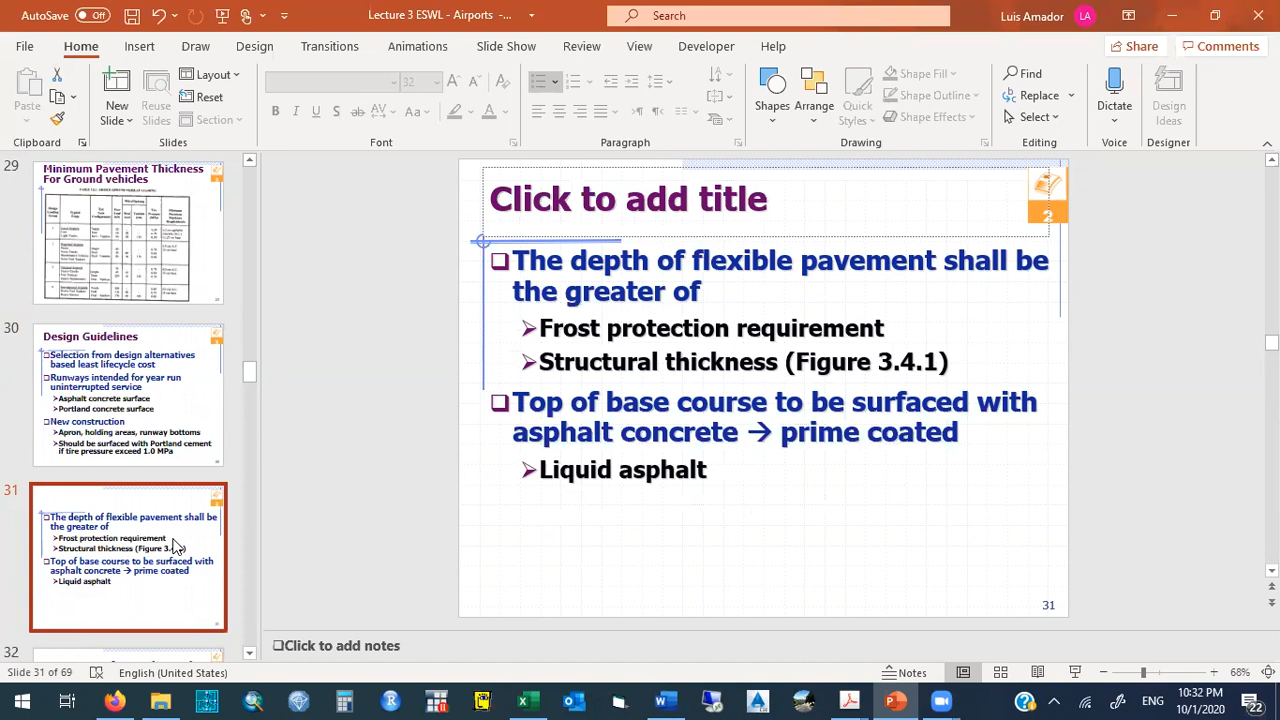 AutoSave Off
Lecture 3 ESWL - Airports -...
Search
Luis Amador
LA
File Home Insert Draw Design Transitions Animations Slide Show Review View Developer Help
Share
Comments
Paste
New
Slide
Reuse
Slides
Layout
Reset
Section
32
Shapes
Arrange
Quick
Styles
Shape Fill
Shape Outline
Shape Effects
Find
Replace
Select
Dictate
Design
Ideas
Clipboard Slides Font Paragraph Drawing Editing Voice Designer
29
Minimum Pavement Thickness
For Ground vehicles
30
Design Guidelines
Selection from design alternatives
based least lifecycle cost
Runways intended for year run
uninterrupted service
Asphalt concrete surface
Portland concrete surface
New construction
Apron, holding areas, runway bottoms
Should be surfaced with Portland cement
if tire pressure exceed 1.0 MPa
31
The depth of flexible pavement shall be
the greater of
Frost protection requirement
Structural thickness (Figure 3.
Top of base course to be surfaced with
asphalt concrete → prime coated
Liquid asphalt
32
Click to add title
2
The depth of flexible pavement shall be
the greater of
Frost protection requirement
Structural thickness (Figure 3.4.1)
Top of base course to be surfaced with
asphalt concrete → prime coated
Liquid asphalt
31
Click to add notes
Slide 31 of 69
English (United States)
Notes
68%
ENG
10:32 PM
10/1/2020
22